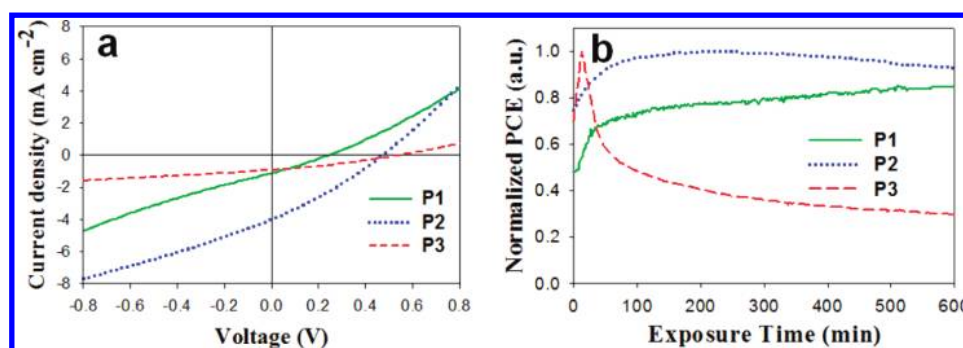 a
Current density (mA cm-2)
8
6
4
2
0
-2
-4
-6
-8
P1
P2
P3
-0.8 -0.6 -0.4 -0.2 0.0 0.2 0.4 0.6 0.8
Voltage (V)
b
Normalized PCE (a.u.)
1.0
0.8
0.6
0.4
0.2
0.0
P1
P2
P3
0 100 200 300 400 500 600
Exposure Time (min)